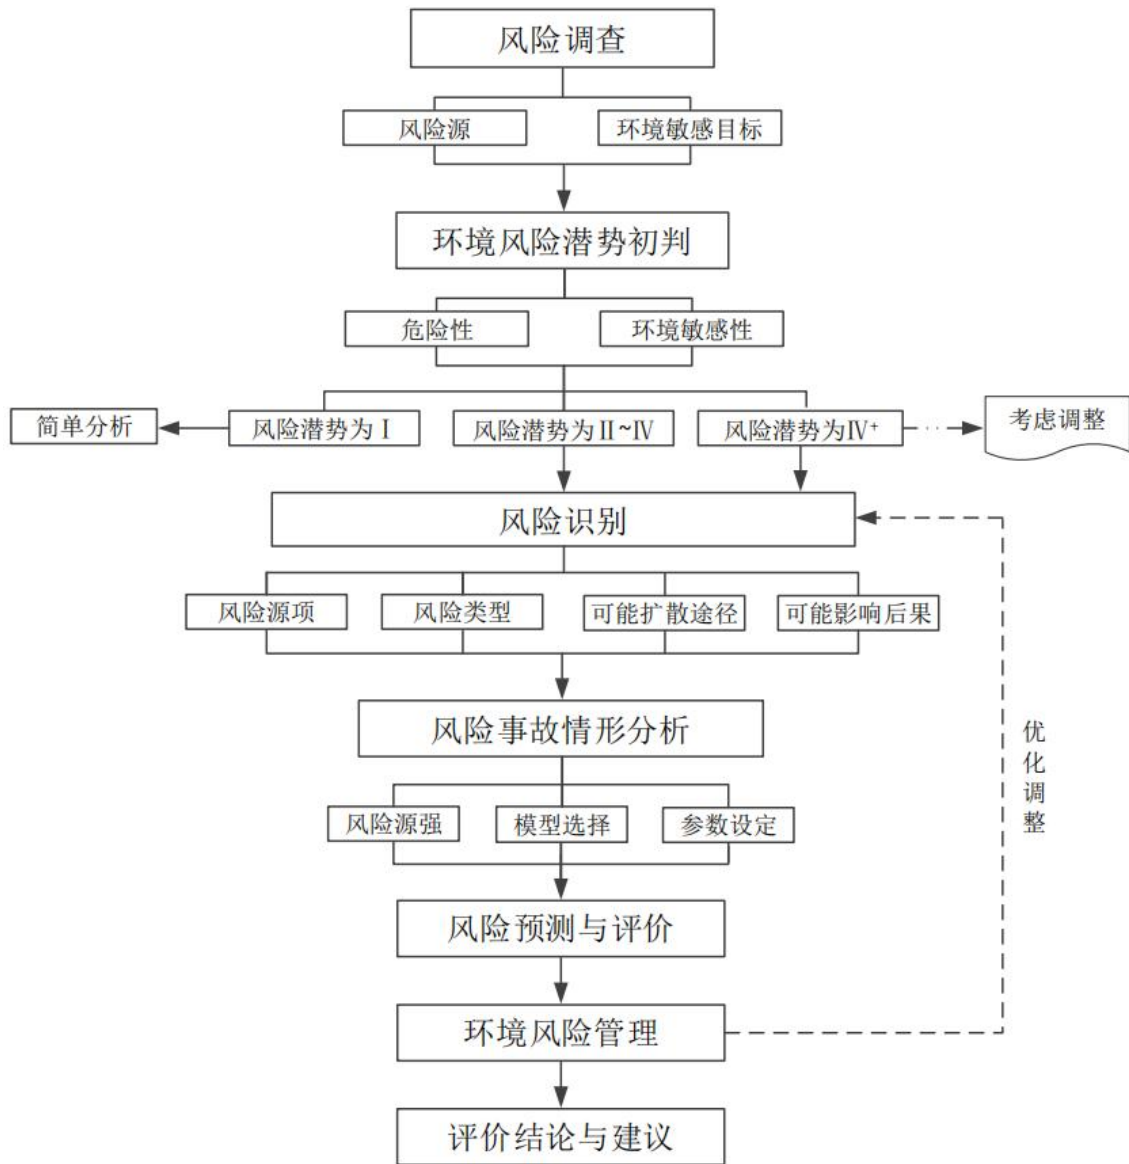 风险调查
风险源
环境敏感目标
环境风险潜势初判
危险性
环境敏感性
简单分析
风险潜势为Ⅰ
风险潜势为Ⅱ~Ⅳ
风险潜势为Ⅳ⁺
考虑调整
风险识别
风险源项
风险类型
可能扩散途径
可能影响后果
风险事故情形分析
优化调整
风险源强
模型选择
参数设定
风险预测与评价
环境风险管理
评价结论与建议